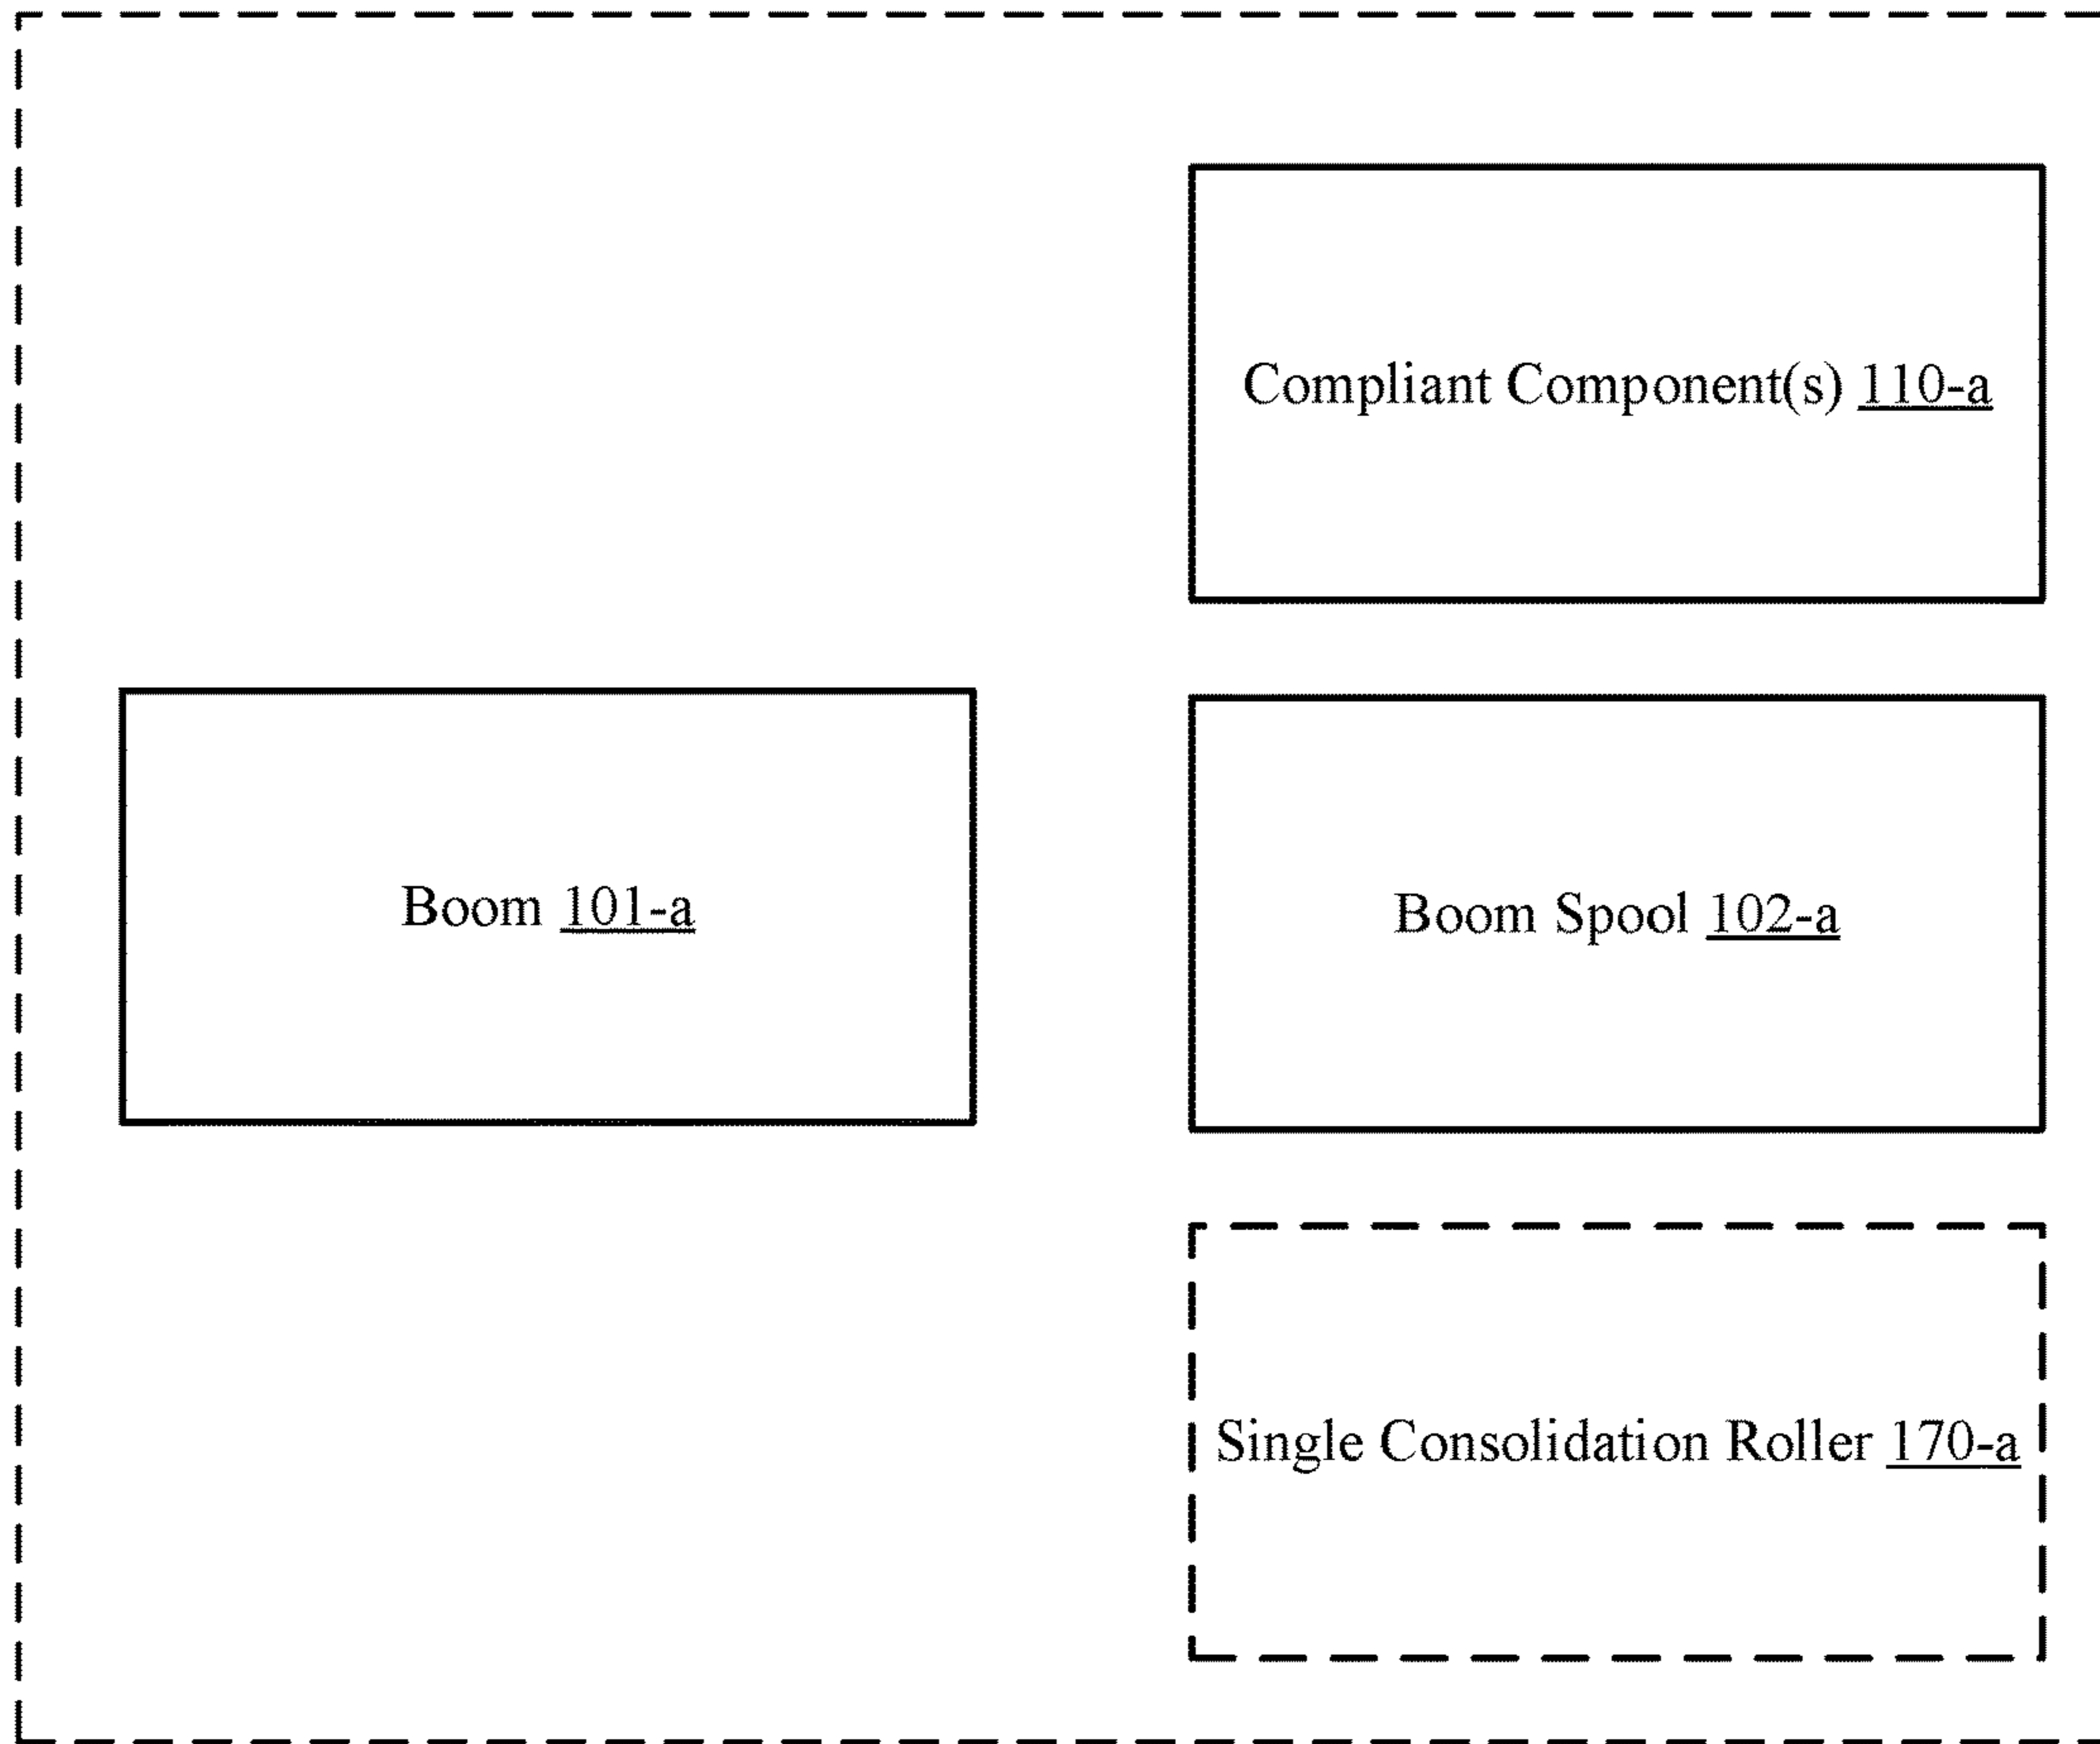 Compliant Component(s) 110-a
Boom 101-a
Boom Spool 102-a
Single Consolidation Roller 170-a